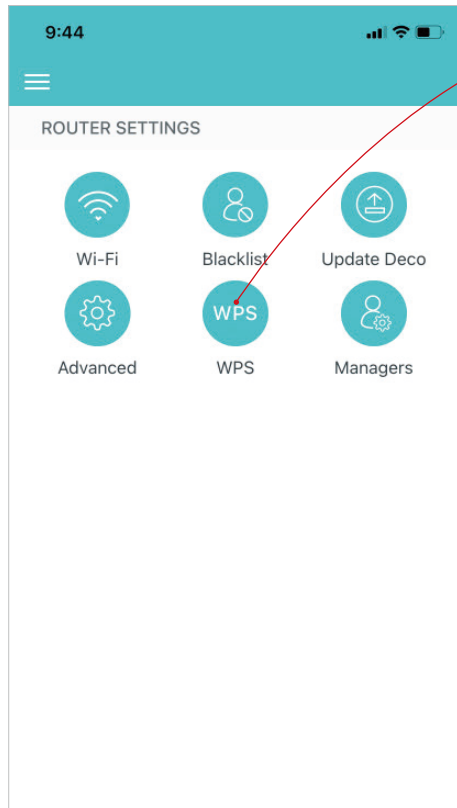 9:44
ROUTER SETTINGS
Wi-Fi Blacklist Update Deco
WPS
Advanced WPS Managers